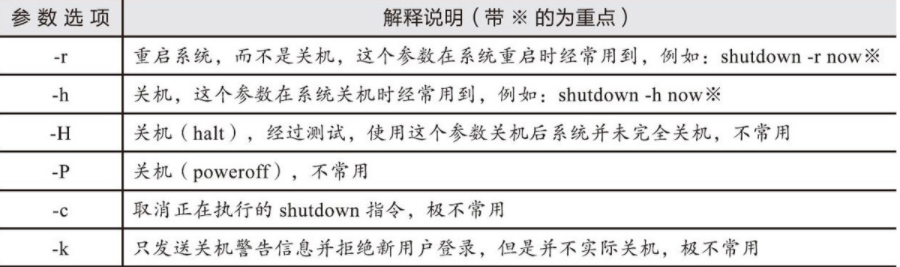 参 数 选 项 解释说明（带 ※ 的为重点）
-r 重启系统，而不是关机，这个参数在系统重启时经常用到，例如：shutdown -r now※
-h 关机，这个参数在系统关机时经常用到，例如：shutdown -h now※
-H 关机（halt），经过测试，使用这个参数关机后系统并未完全关机，不常用
-P 关机（poweroff），不常用
-c 取消正在执行的 shutdown 指令，极不常用
-k 只发送关机警告信息并拒绝新用户登录，但是并不实际关机，极不常用